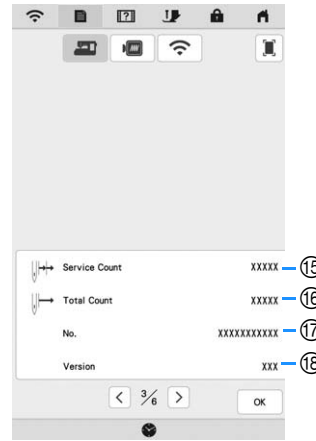 Service Count XXXXX ⑮
Total Count XXXXX ⑯
No. XXXXXXXXXXX ⑰
Version XXX ⑱
< 3/6 > OK